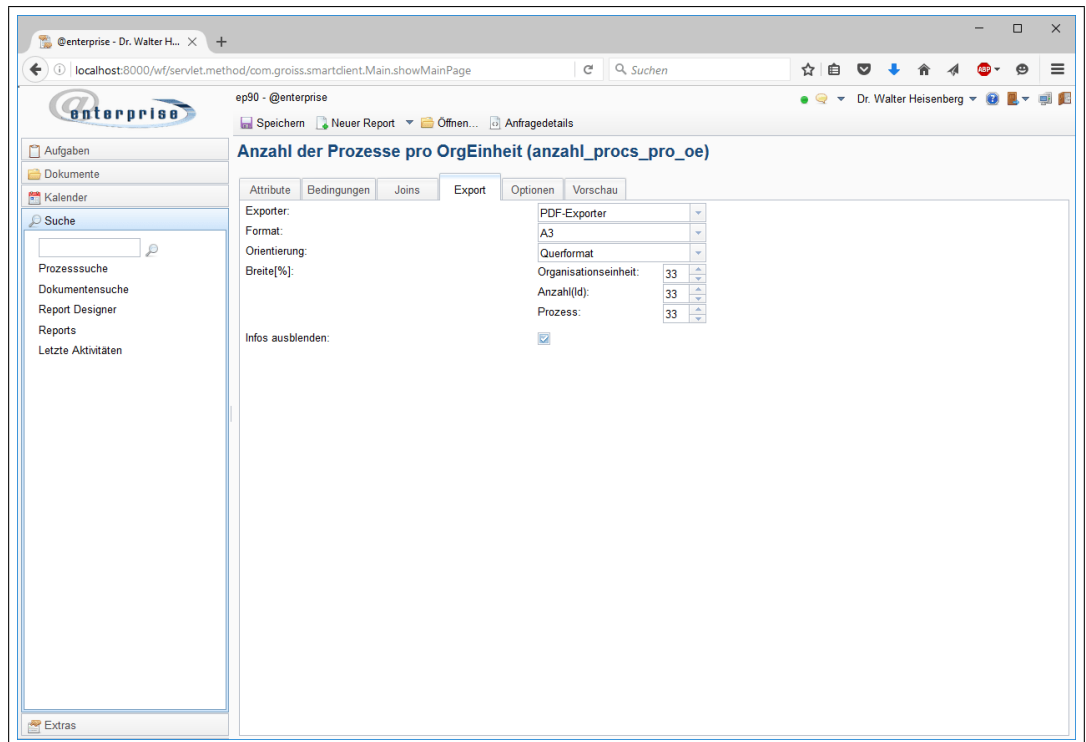 @enterprise - Dr. Walter H...
localhost:8000/wf/servlet.method/com.groiss.smartclient.Main.showMainPage
Suchen
ABP
@enterprise
ep90 - @enterprise
Dr. Walter Heisenberg
Speichern Neuer Report Öffnen... Anfragedetails
Aufgaben
Dokumente
Kalender
Suche
Prozesssuche
Dokumentensuche
Report Designer
Reports
Letzte Aktivitäten
Extras
Anzahl der Prozesse pro OrgEinheit (anzahl_procs_pro_oe)
Attribute Bedingungen Joins Export Optionen Vorschau
Exporter: PDF-Exporter
Format: A3
Orientierung: Querformat
Breite[%]: Organisationseinheit: 33
Anzahl(Id): 33
Prozess: 33
Infos ausblenden: